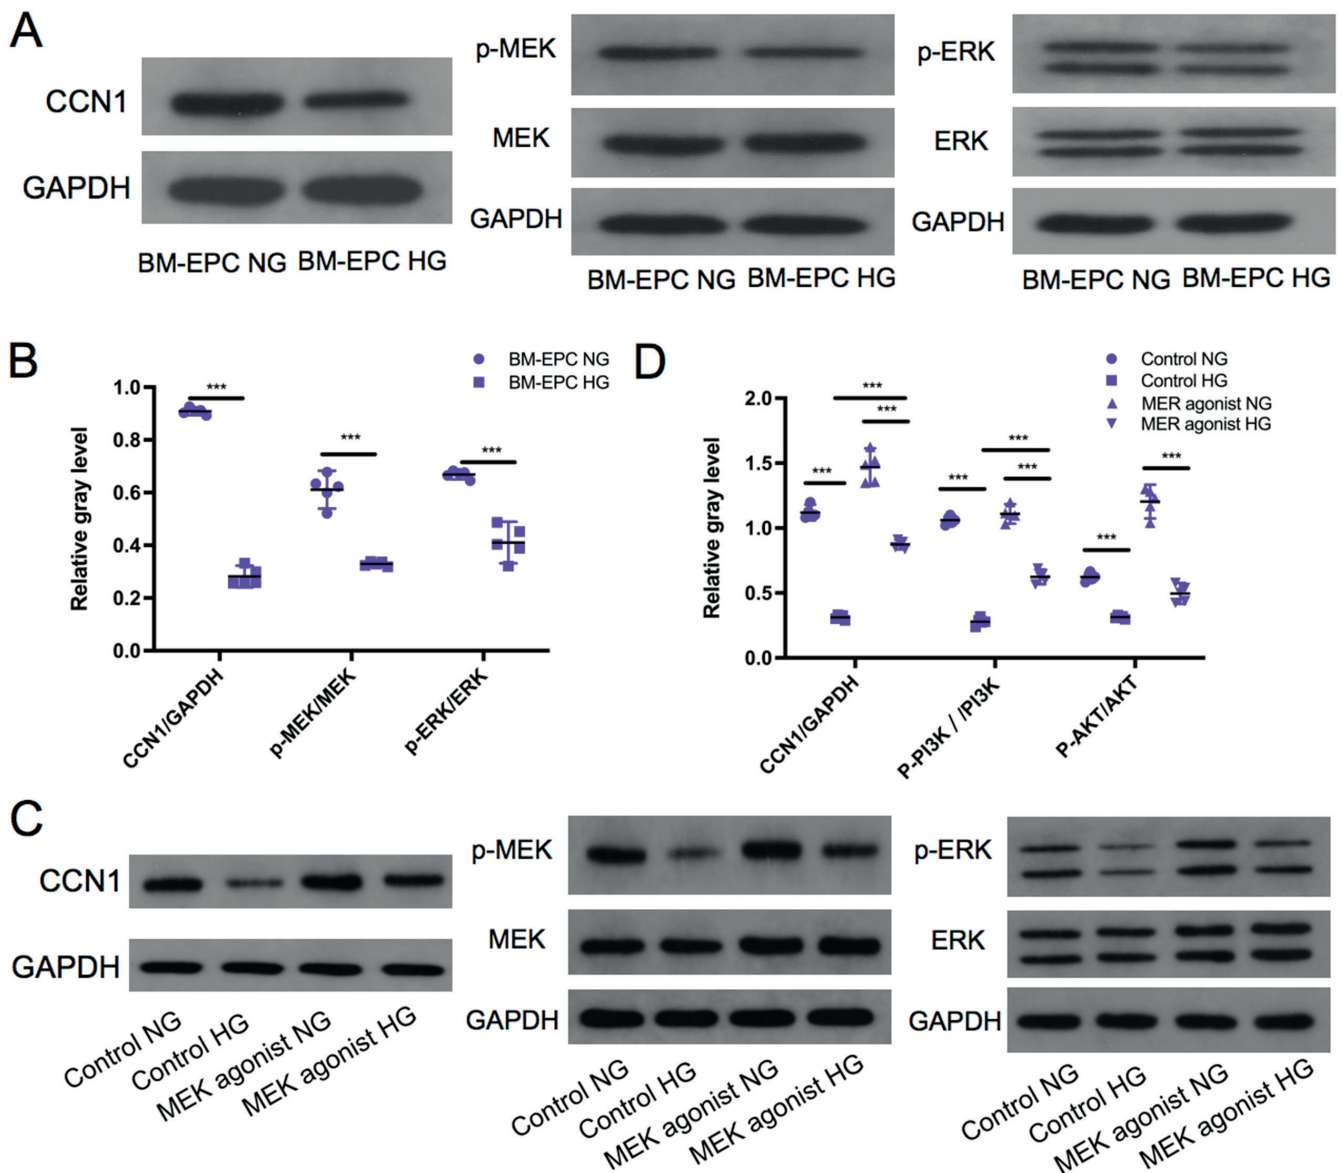 A
CCN1
GAPDH
BM-EPC NG BM-EPC HG
p-MEK
MEK
GAPDH
BM-EPC NG BM-EPC HG
p-ERK
ERK
GAPDH
BM-EPC NG BM-EPC HG
B
BM-EPC NG
BM-EPC HG
Relative gray level
1.0
0.8
0.6
0.4
0.2
0.0
***
***
***
CCN1/GAPDH
p-MEK/MEK
p-ERK/ERK
D
Control NG
Control HG
MER agonist NG
MER agonist HG
Relative gray level
2.0
1.5
1.0
0.5
0.0
***
***
***
***
***
***
***
***
CCN1/GAPDH
P-PI3K / /PI3K
P-AKT/AKT
C
CCN1
GAPDH
Control NG
Control HG
MEK agonist NG
MEK agonist HG
p-MEK
MEK
GAPDH
Control NG
Control HG
MEK agonist NG
MEK agonist HG
p-ERK
ERK
GAPDH
Control NG
Control HG
MEK agonist NG
MEK agonist HG